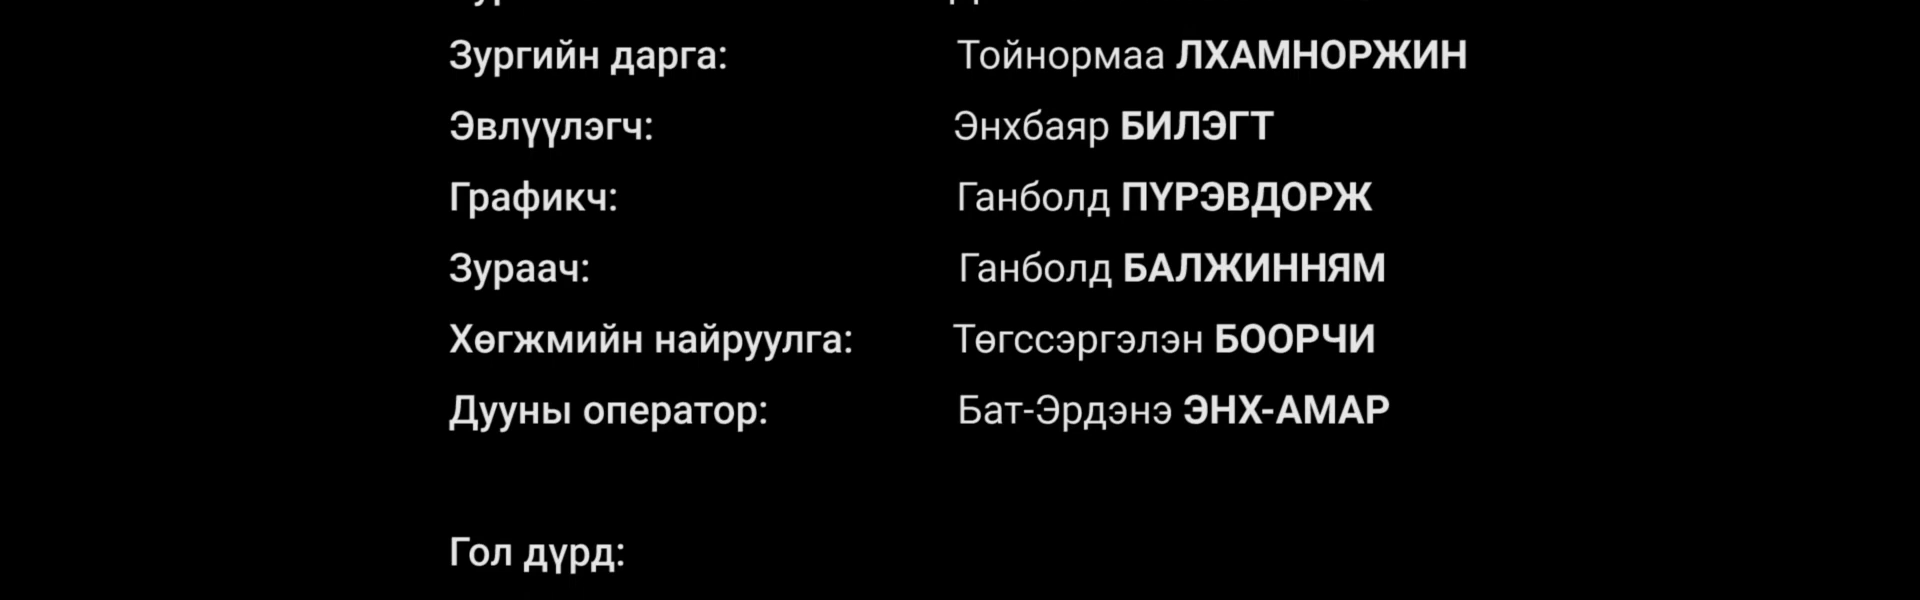 Зургийн дарга: Тойнормаа ЛХАМНОРЖИН
Эвлүүлэгч: Энхбаяр БИЛЭГТ
Графикч: Ганболд ПҮРЭВДОРЖ
Зураач: Ганболд БАЛЖИННЯМ
Хөгжмийн найруулга: Төгссэргэлэн БООРЧИ
Дууны оператор: Бат-Эрдэнэ ЭНХ-АМАР
Гол дүрд: